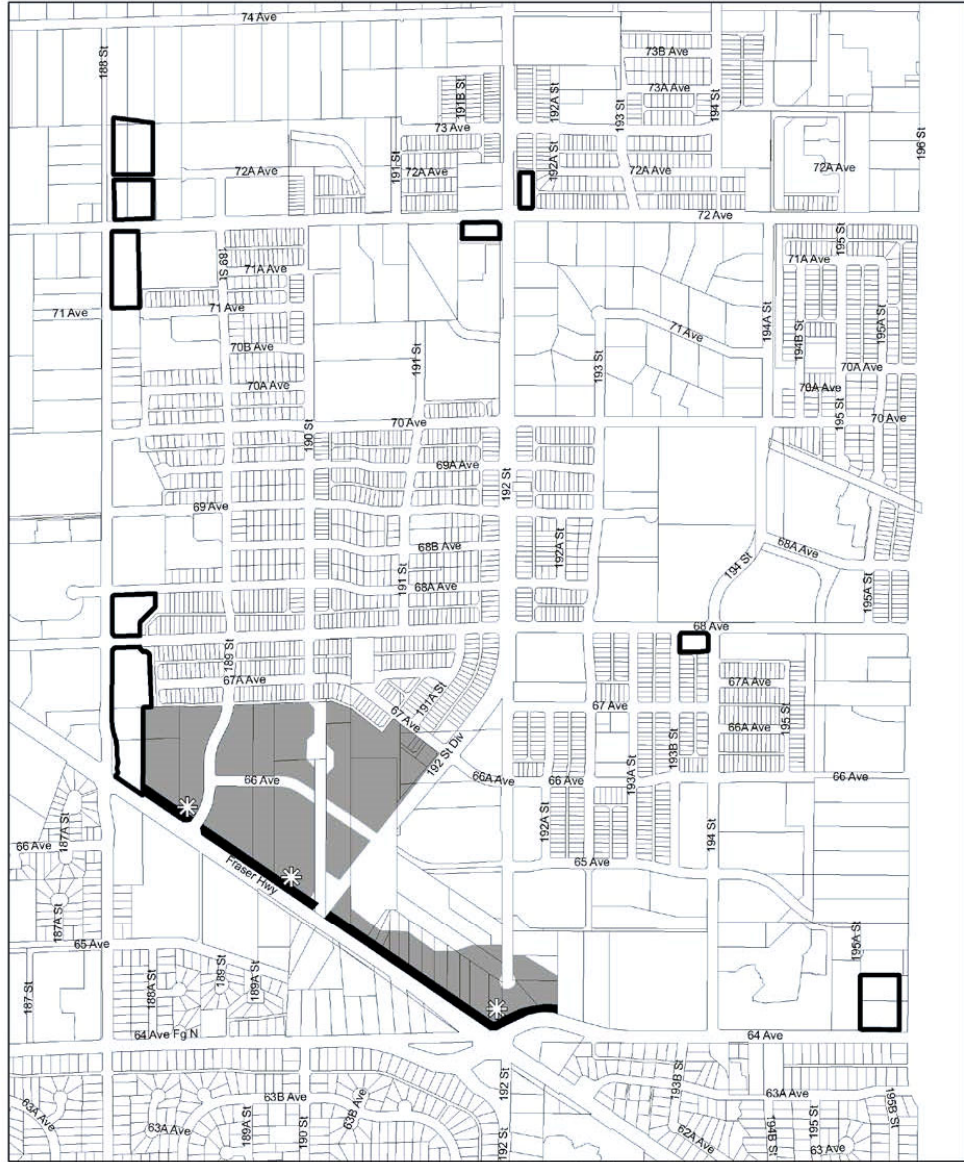 74 Ave
188 St
73B Ave
191B St
192A St
73A Ave
193 St
194 St
73 Ave
196 St
191 St
72A Ave
192A St
72A Ave
72A Ave
72A Ave
72 Ave
189 St
195 St
71A Ave
71A Ave
71 Ave
71 Ave
71 Ave
194A St
194B St
195A St
70B Ave
191 St
193 St
70A Ave
70A Ave
70A Ave
190 St
70 Ave
195 St
70 Ave
69A Ave
192 St
69 Ave
68B Ave
192A St
68A Ave
191 St
68A Ave
194 St
195A St
68 Ave
189 St
67A Ave
67A Ave
191A St
67 Ave
67 Ave
66A Ave
195 St
193B St
192 St Div
66 Ave
66A Ave
66 Ave
193A St
66 Ave
187A St
66 Ave
192A St
194 St
65 Ave
Fraser Hwy
187A St
65 Ave
195A St
187 St
188A St
189 St
189A St
64 Ave Fg N
64 Ave
193B St
192 St
63A Ave
63B Ave
63A Ave
195B St
63A Ave
189A St
190 St
63B Ave
192 St
62A Ave
194B St
195 St
63 Ave